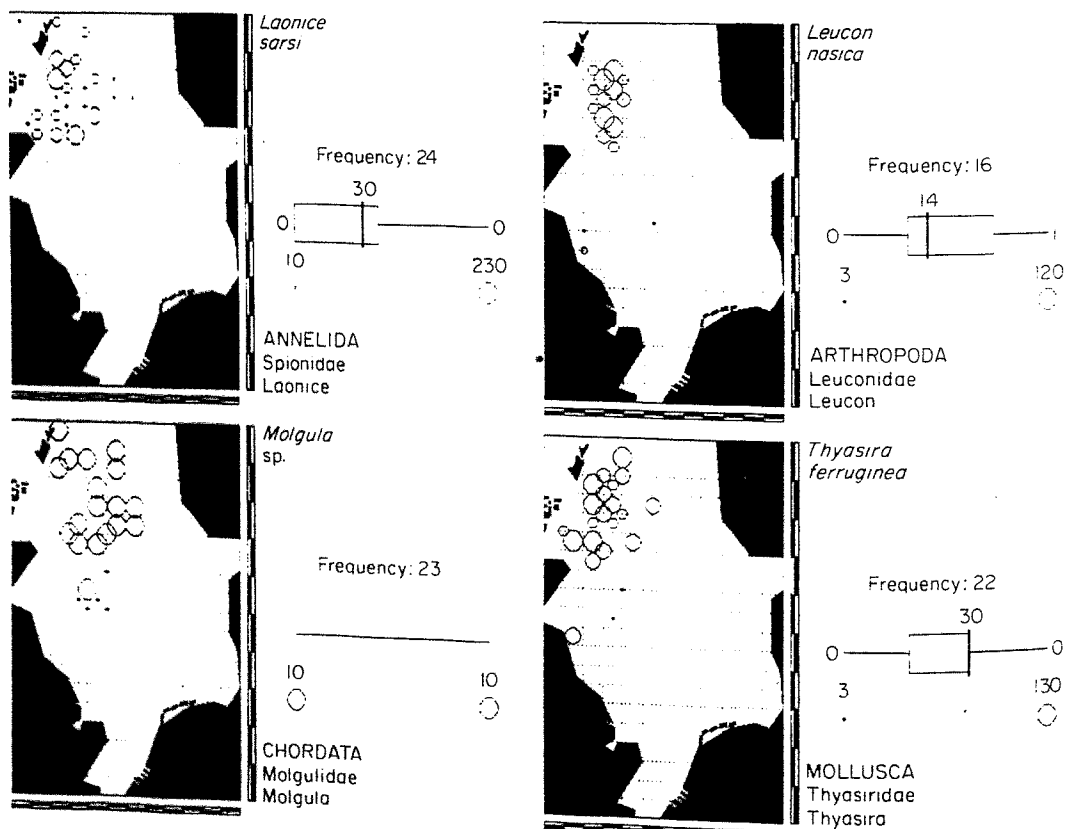 Laonice
sarsi
Frequency: 24
30
0
0
10
230
ANNELIDA
Spionidae
Laonice
Leucon
nasica
Frequency: 16
14
0
1
3
120
ARTHROPODA
Leuconidae
Leucon
Molgula
sp.
Frequency: 23
10
10
CHORDATA
Molgulidae
Molgula
Thyasira
ferruginea
Frequency: 22
30
0
0
3
130
MOLLUSCA
Thyasiridae
Thyasira